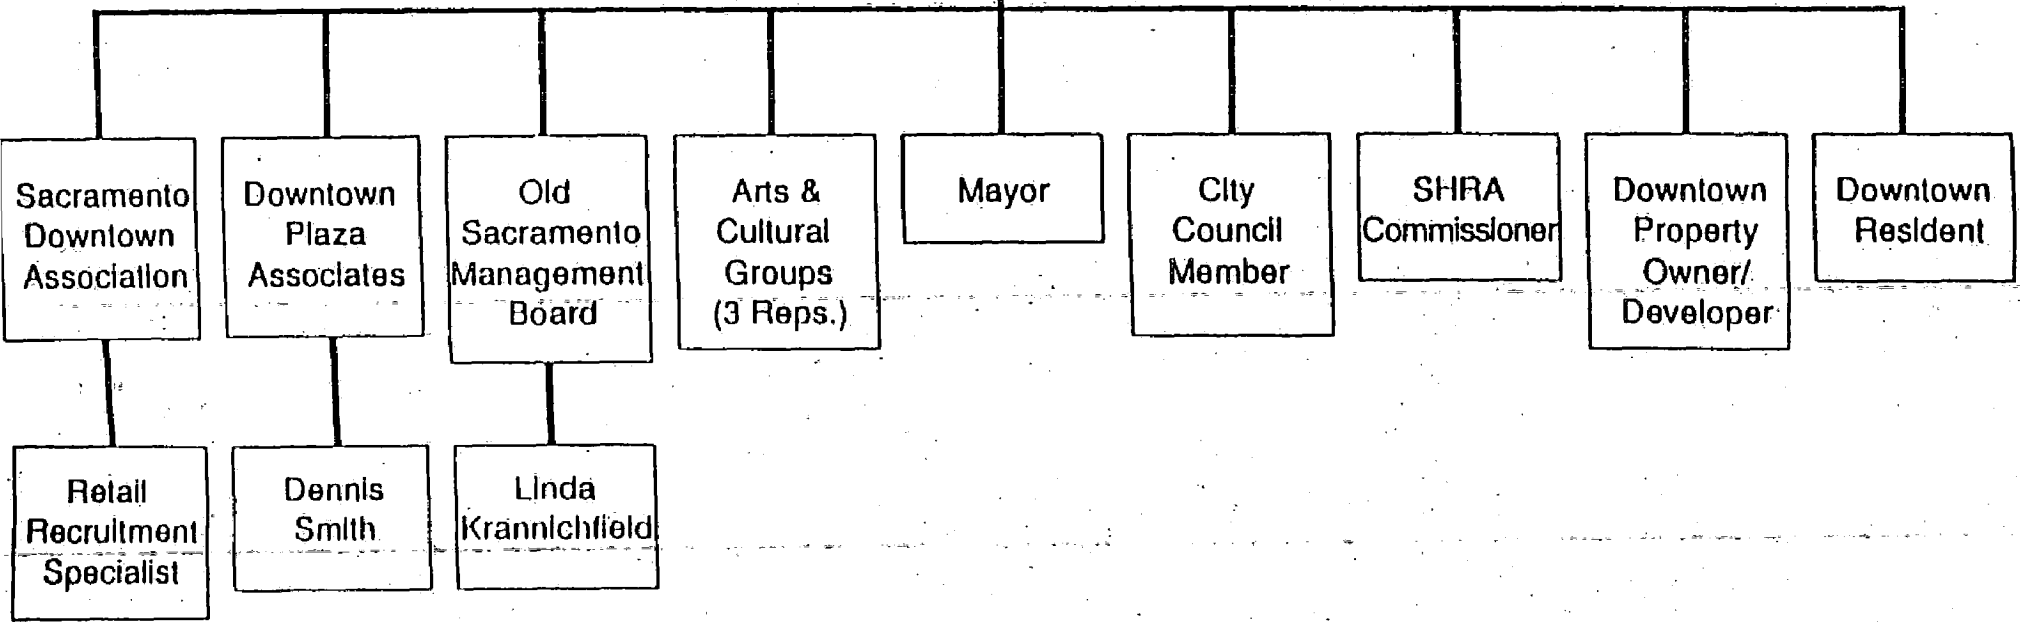 Sacramento
Downtown
Association
Downtown
Plaza
Associates
Old
Sacramento
Management
Board
Arts &
Cultural
Groups
(3 Reps.)
Mayor
City
Council
Member
SHRA
Commissioner
Downtown
Property
Owner/
Developer
Downtown
Resident
Retail
Recruitment
Specialist
Dennis
Smith
Linda
Krannichfield